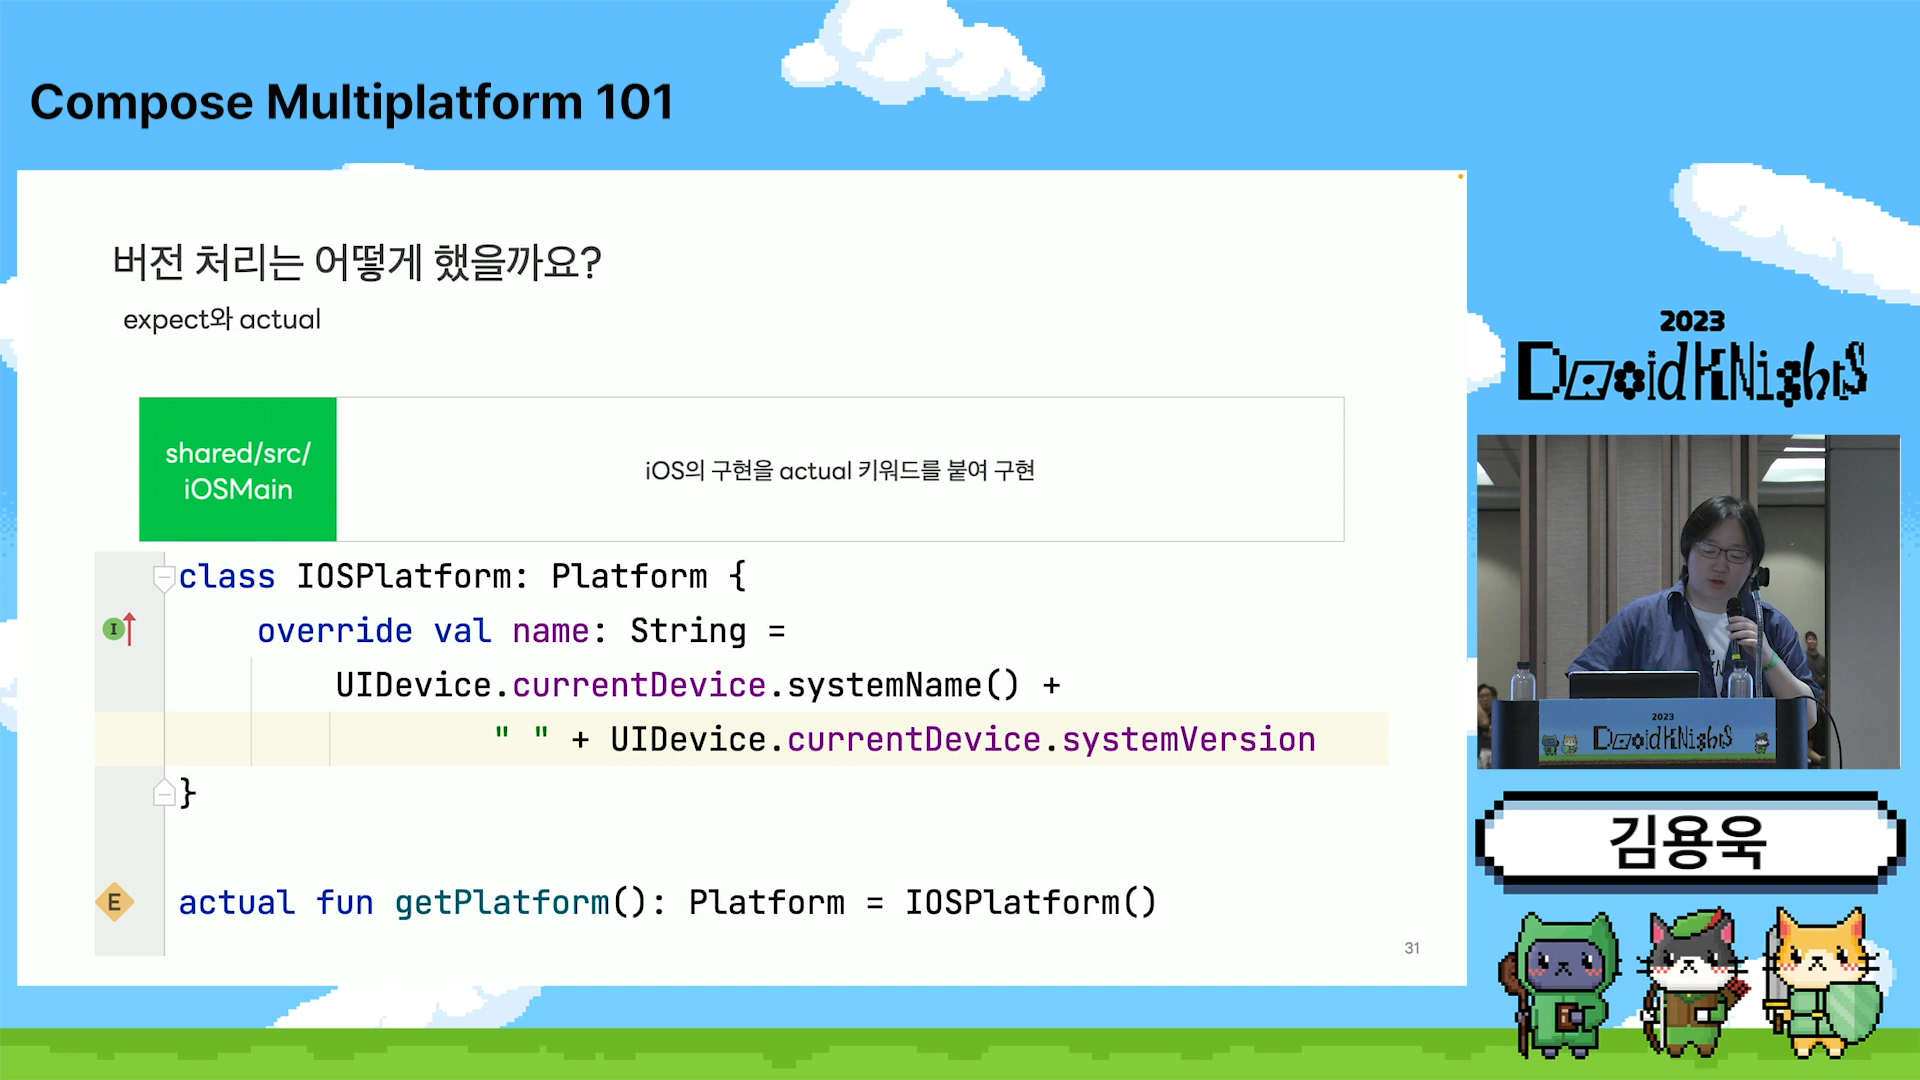 Compose Multiplatform 101
버전 처리는 어떻게 했을까요?
expect와 actual
shared/src/
iOSMain
iOS의 구현을 actual 키워드를 붙여 구현
class IOSPlatform: Platform {
override val name: String =
UIDevice.currentDevice.systemName() +
" " + UIDevice.currentDevice.systemVersion
}
actual fun getPlatform(): Platform = IOSPlatform()
I
E
31
2023
DRoidKNightS
2023
DRoidKNightS
김용욱